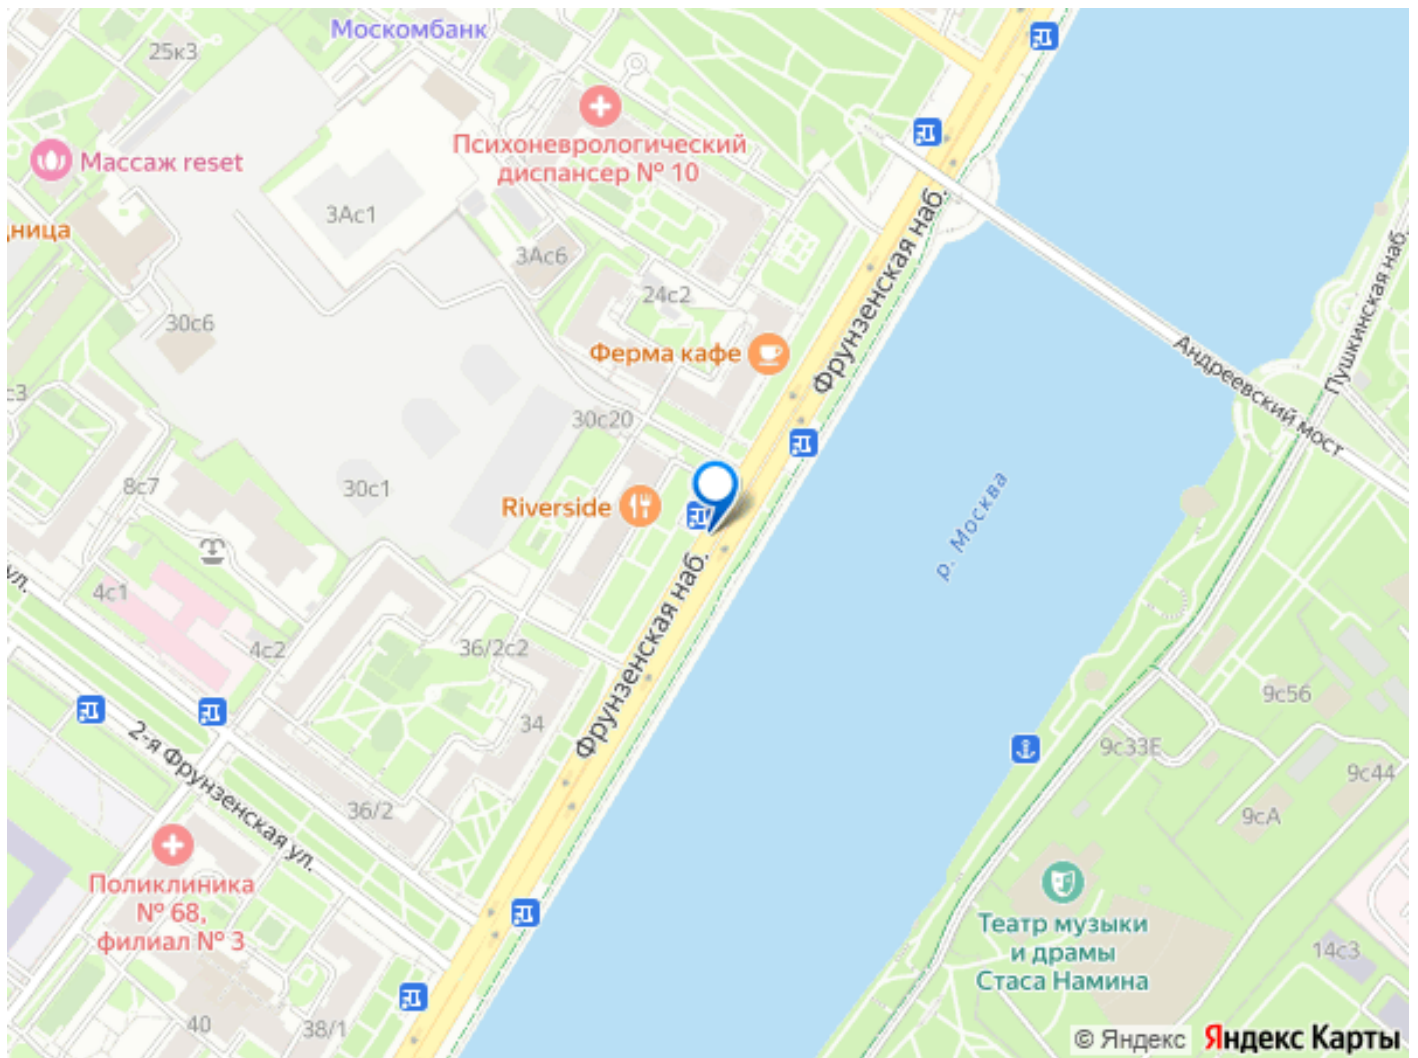 Москомбанк
25к3
Психоневрологический
диспансер № 10
Массаж reset
3Ас1
дница
3Ас6
24с2
30с6
Ферма кафе
Фрунзенская наб.
Пушкинская наб.
Андреевский мост
с3
30с20
8с7
30с1
Riverside
р. Москва
ул.
4с1
4с2
36/2с2
Фрунзенская наб.
34
9с56
9с33Е
9с44
2-я Фрунзенская ул.
36/2
9сА
Поликлиника
№ 68,
филиал № 3
Театр музыки
и драмы
Стаса Намина
14с3
40
38/1
© Яндекс
Яндекс Карты